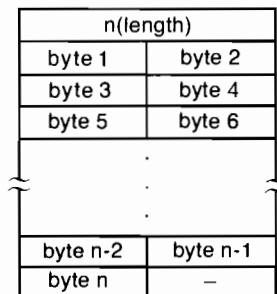 n(length)
byte 1 byte 2
byte 3 byte 4
byte 5 byte 6
.
.
.
byte n-2 byte n-1
byte n –